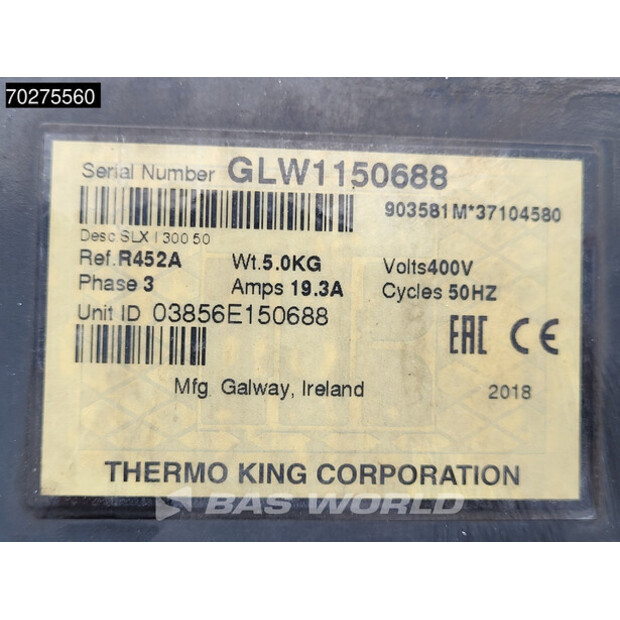 70275560
Serial Number GLW1150688
903581M*37104580
Desc SLX I 300 50
Ref.R452A Wt.5.0KG Volts400V
Phase 3 Amps 19.3A Cycles 50HZ
Unit ID 03856E150688
EAC CE
Mfg. Galway, Ireland 2018
THERMO KING CORPORATION
BAS WORLD